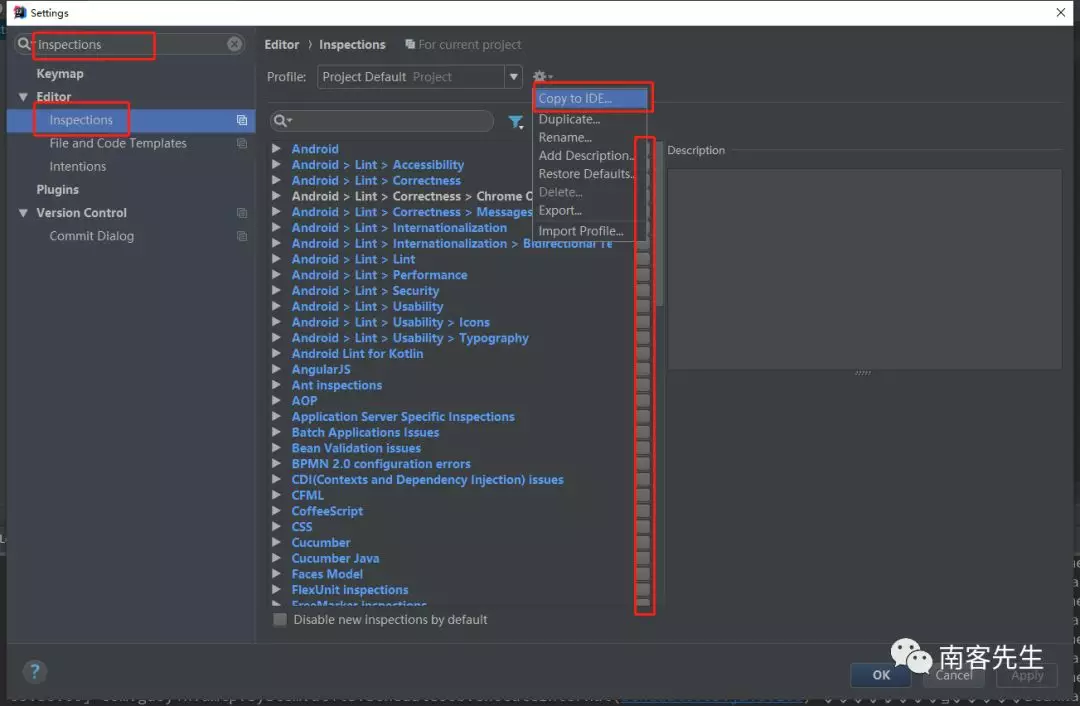 Settings
inspections
Keymap
Editor
Inspections
File and Code Templates
Intentions
Plugins
Version Control
Commit Dialog
Editor › Inspections For current project
Profile: Project Default Project
Copy to IDE...
Duplicate...
Rename...
Add Description...
Restore Defaults...
Delete...
Export...
Import Profile...
Description
Android
Android > Lint > Accessibility
Android > Lint > Correctness
Android > Lint > Correctness > Chrome
Android > Lint > Correctness > Messages
Android > Lint > Internationalization
Android > Lint > Internationalization > Bidirectional
Android > Lint > Lint
Android > Lint > Performance
Android > Lint > Security
Android > Lint > Usability
Android > Lint > Usability > Icons
Android > Lint > Usability > Typography
Android Lint for Kotlin
AngularJS
Ant inspections
AOP
Application Server Specific Inspections
Batch Applications Issues
Bean Validation issues
BPMN 2.0 configuration errors
CDI(Contexts and Dependency Injection) issues
CFML
CoffeeScript
CSS
Cucumber
Cucumber Java
Faces Model
FlexUnit inspections
FreeMarker inspections
Disable new inspections by default
?
OK
Cancel
Apply
南客先生